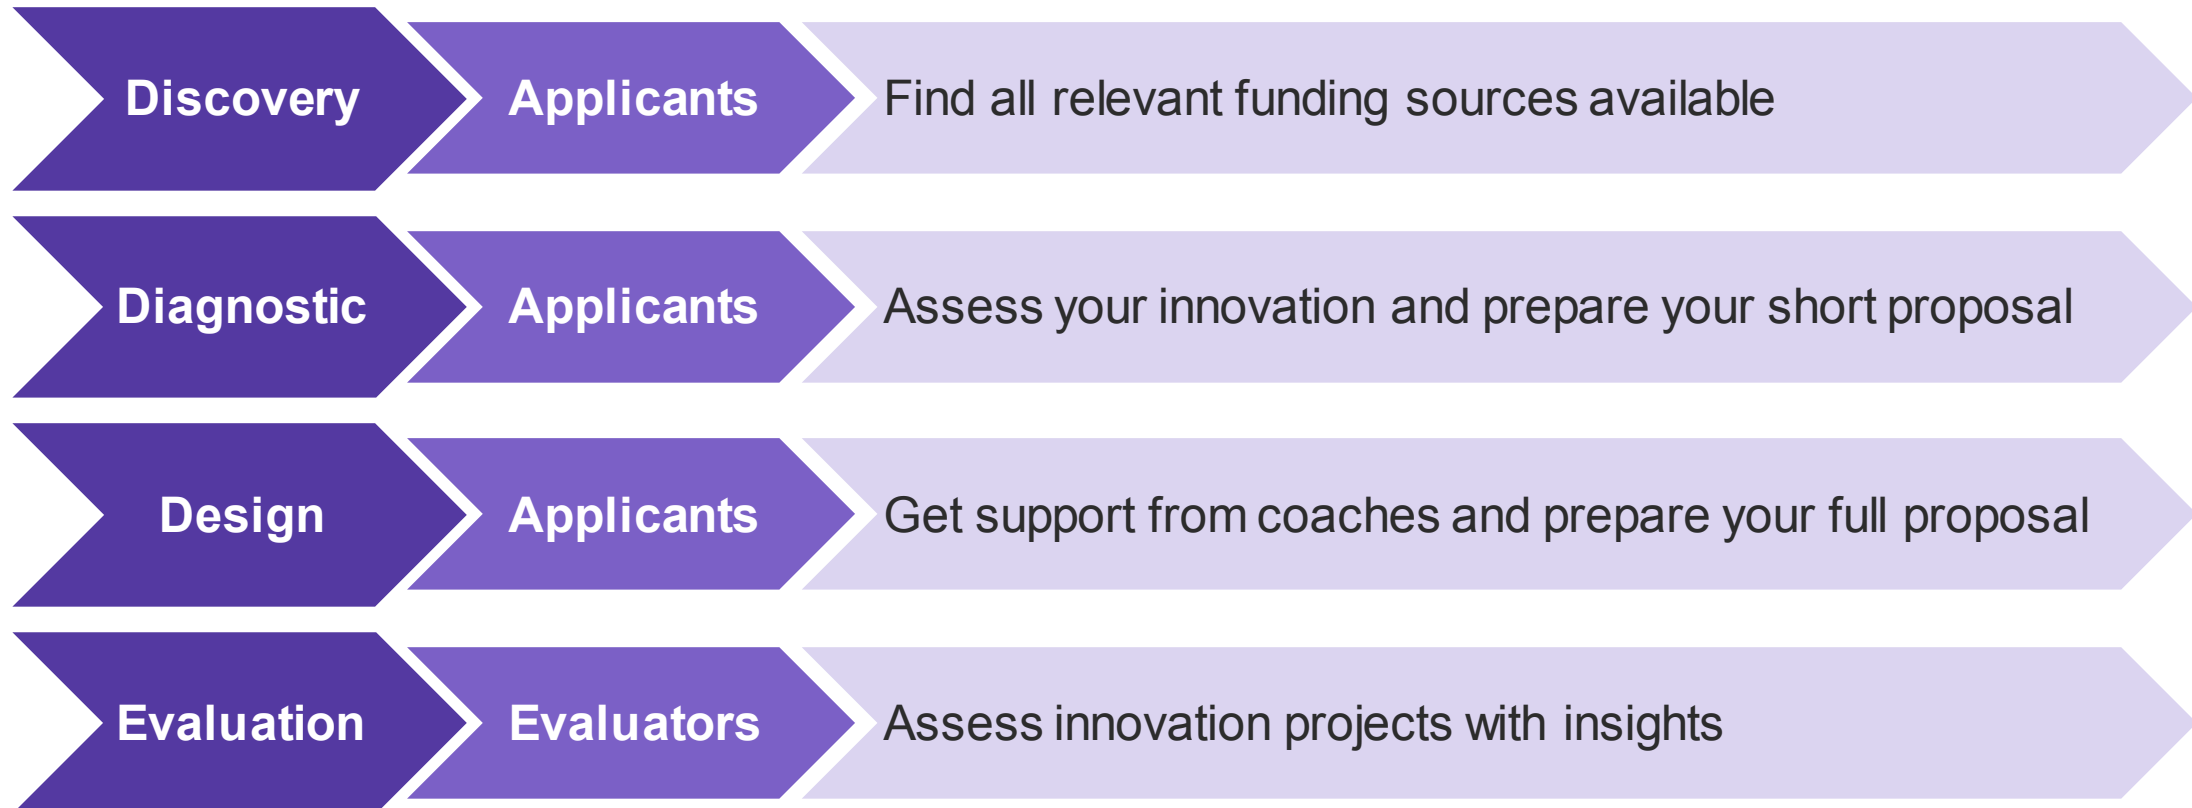 Discovery
Applicants
Find all relevant funding sources available
Diagnostic
Applicants
Assess your innovation and prepare your short proposal
Design
Applicants
Get support from coaches and prepare your full proposal
Evaluation
Evaluators
Assess innovation projects with insights